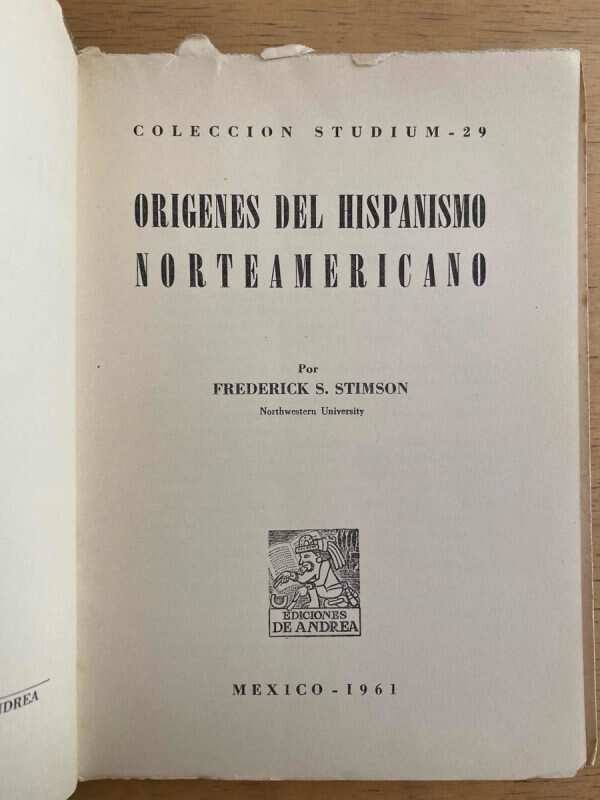 COLECCION STUDIUM - 29
ORIGENES DEL HISPANISMO
NORTEAMERICANO
Por
FREDERICK S. STIMSON
Northwestern University
EDICIONES
DE ANDREA
MEXICO - 1961